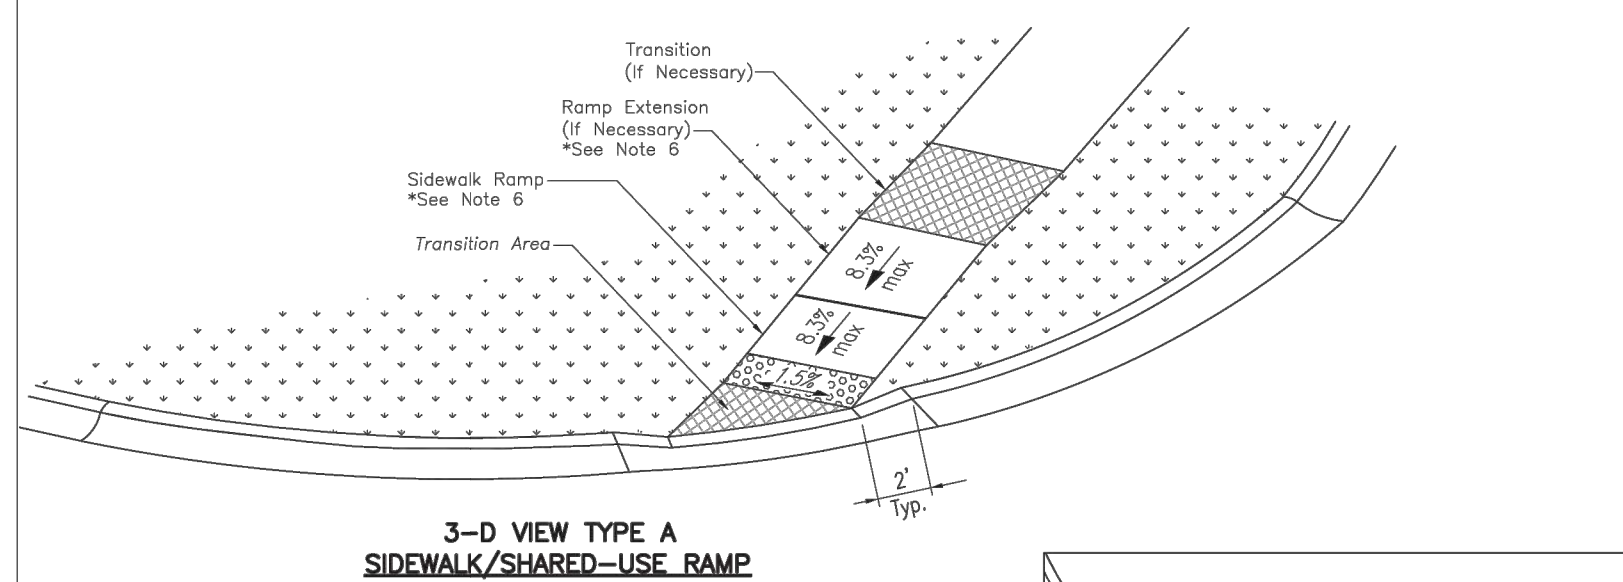 Transition
(If Necessary)
Ramp Extension
(If Necessary)
*See Note 6
Sidewalk Ramp
*See Note 6
Transition Area
8.3%
max
8.3%
max
1.5%
2'
Typ.
3-D VIEW TYPE A
SIDEWALK/SHARED-USE RAMP